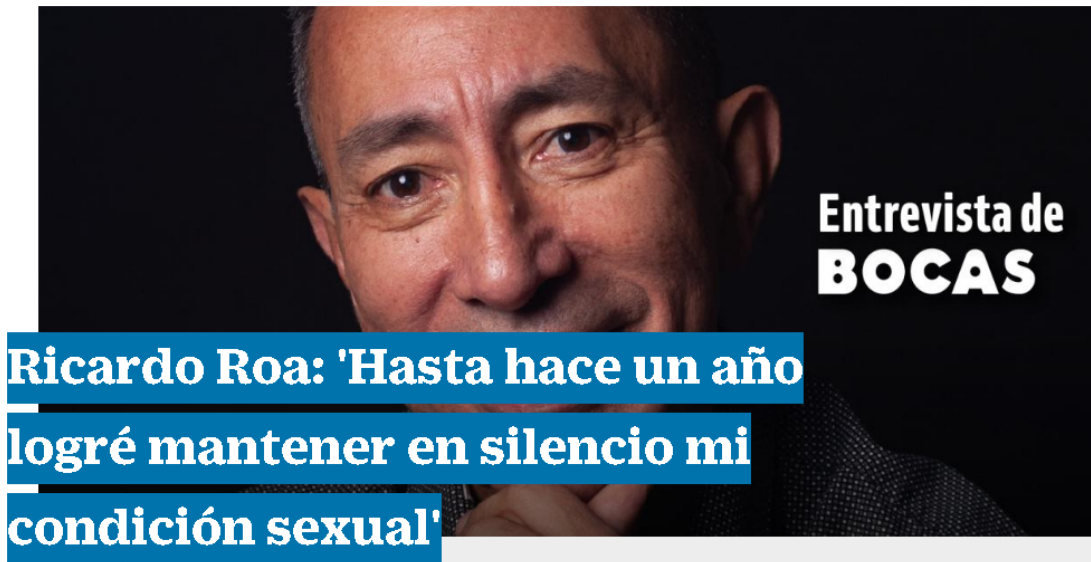 Entrevista de
BOCAS
Ricardo Roa: 'Hasta hace un año
logré mantener en silencio mi
condición sexual'